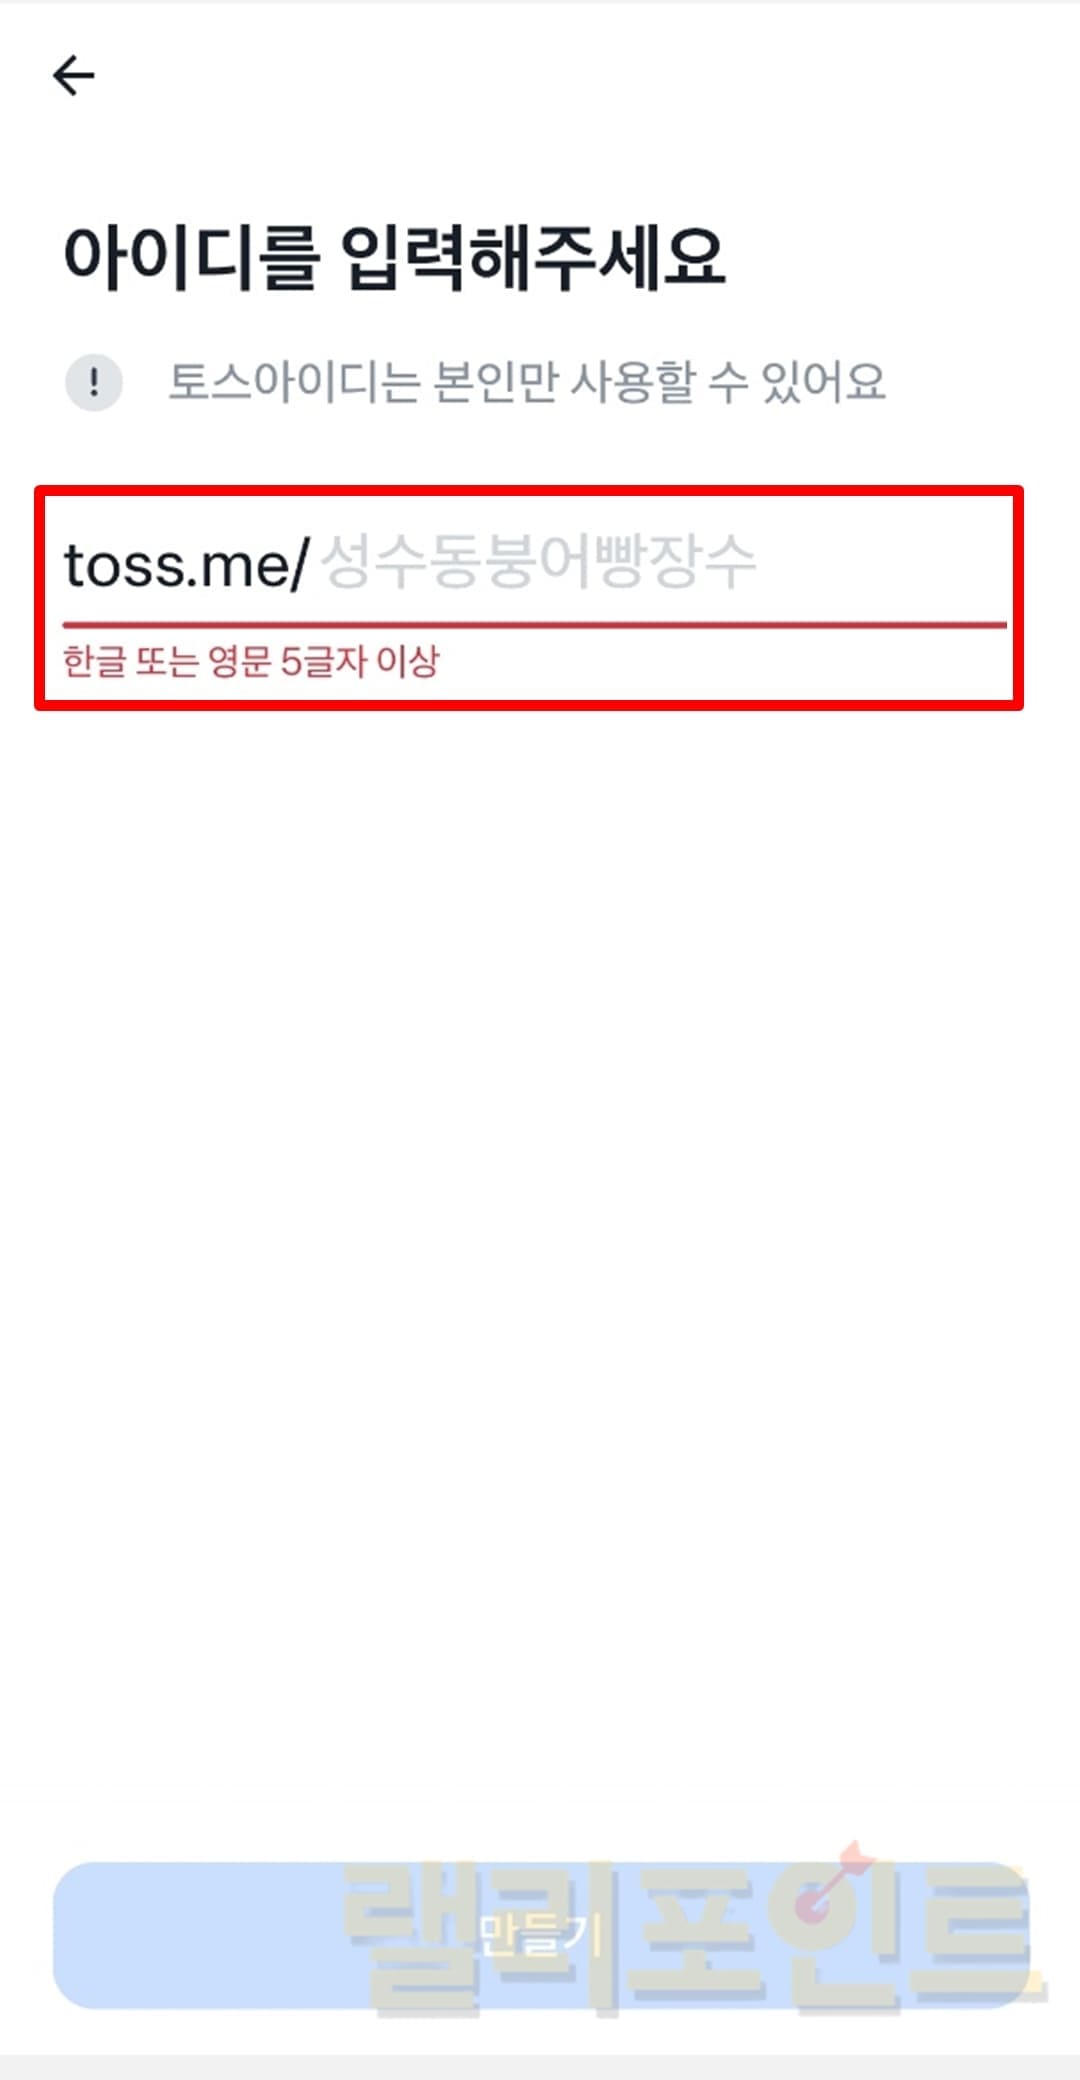 아이디를 입력해주세요
! 토스아이디는 본인만 사용할 수 있어요
toss.me/성수동붕어빵장수
한글 또는 영문 5글자 이상
만들기
랠리포인트